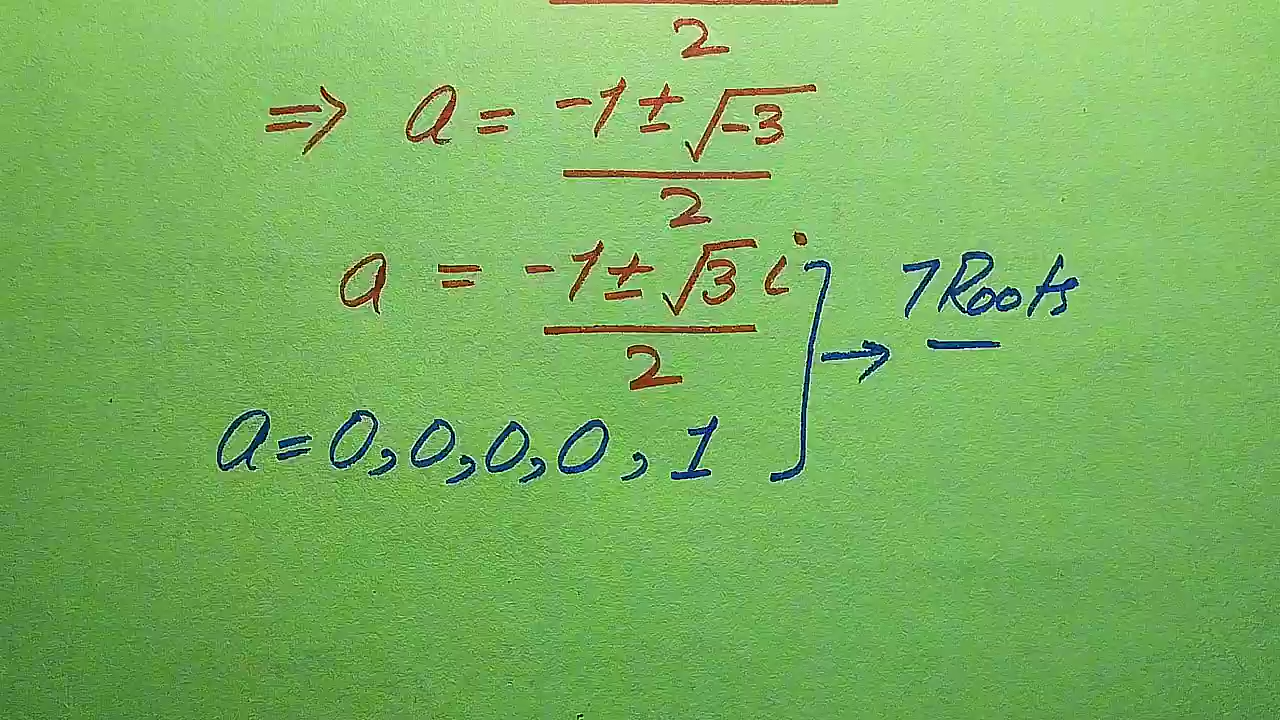 2
=> a = -1 ± √-3
2
a = -1 ± √3 i
2
→ 7 Roots
a = 0, 0, 0, 0, 1